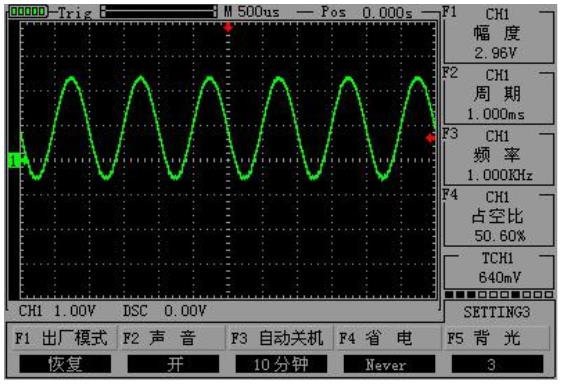 Trig M 500us Pos 0.000s
F1 CH1
幅度
2.96V
F2 CH1
周期
1.000ms
F3 CH1
频率
1.000KHz
F4 CH1
占空比
50.60%
TCH1
640mV
1
CH1 1.00V DSC 0.00V
SETTING3
F1 出厂模式 F2 声音 F3 自动关机 F4 省电 F5 背光
恢复 开 10分钟 Never 3